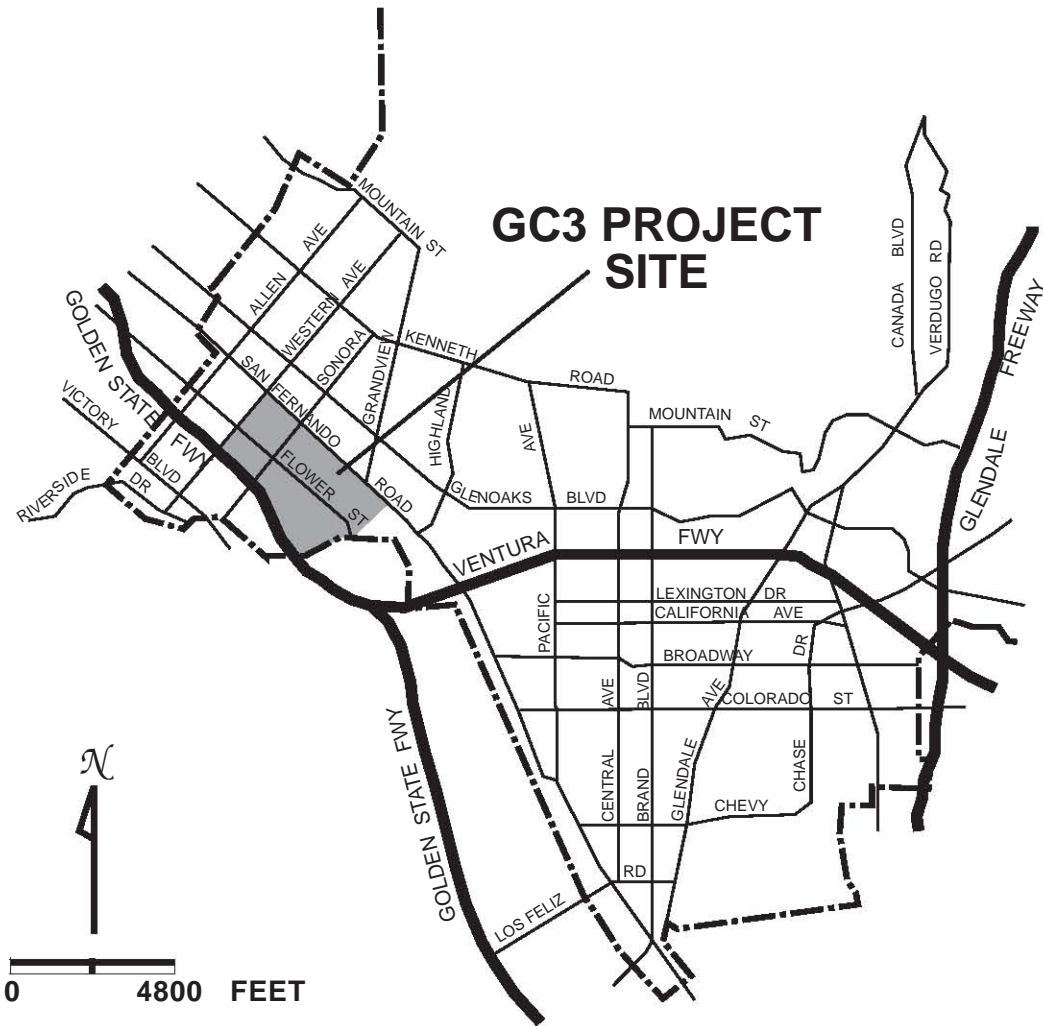 GC3 PROJECT
SITE
MOUNTAIN ST
ALLEN AVE
WESTERN AVE
SONORA
GRANDVIEW
KENNETH ROAD
HIGHLAND
AVE
SAN FERNANDO ROAD
FLOWER ST
GOLDEN STATE FWY
VICTORY BLVD
RIVERSIDE DR
GLENOAKS BLVD
MOUNTAIN ST
CANADA BLVD
VERDUGO RD
GLENDALE FREEWAY
VENTURA FWY
LEXINGTON DR
CALIFORNIA AVE
BROADWAY
COLORADO ST
PACIFIC
CENTRAL AVE
BRAND BLVD
GLENDALE AVE
CHEVY CHASE DR
GOLDEN STATE FWY
LOS FELIZ RD
N
0 4800 FEET